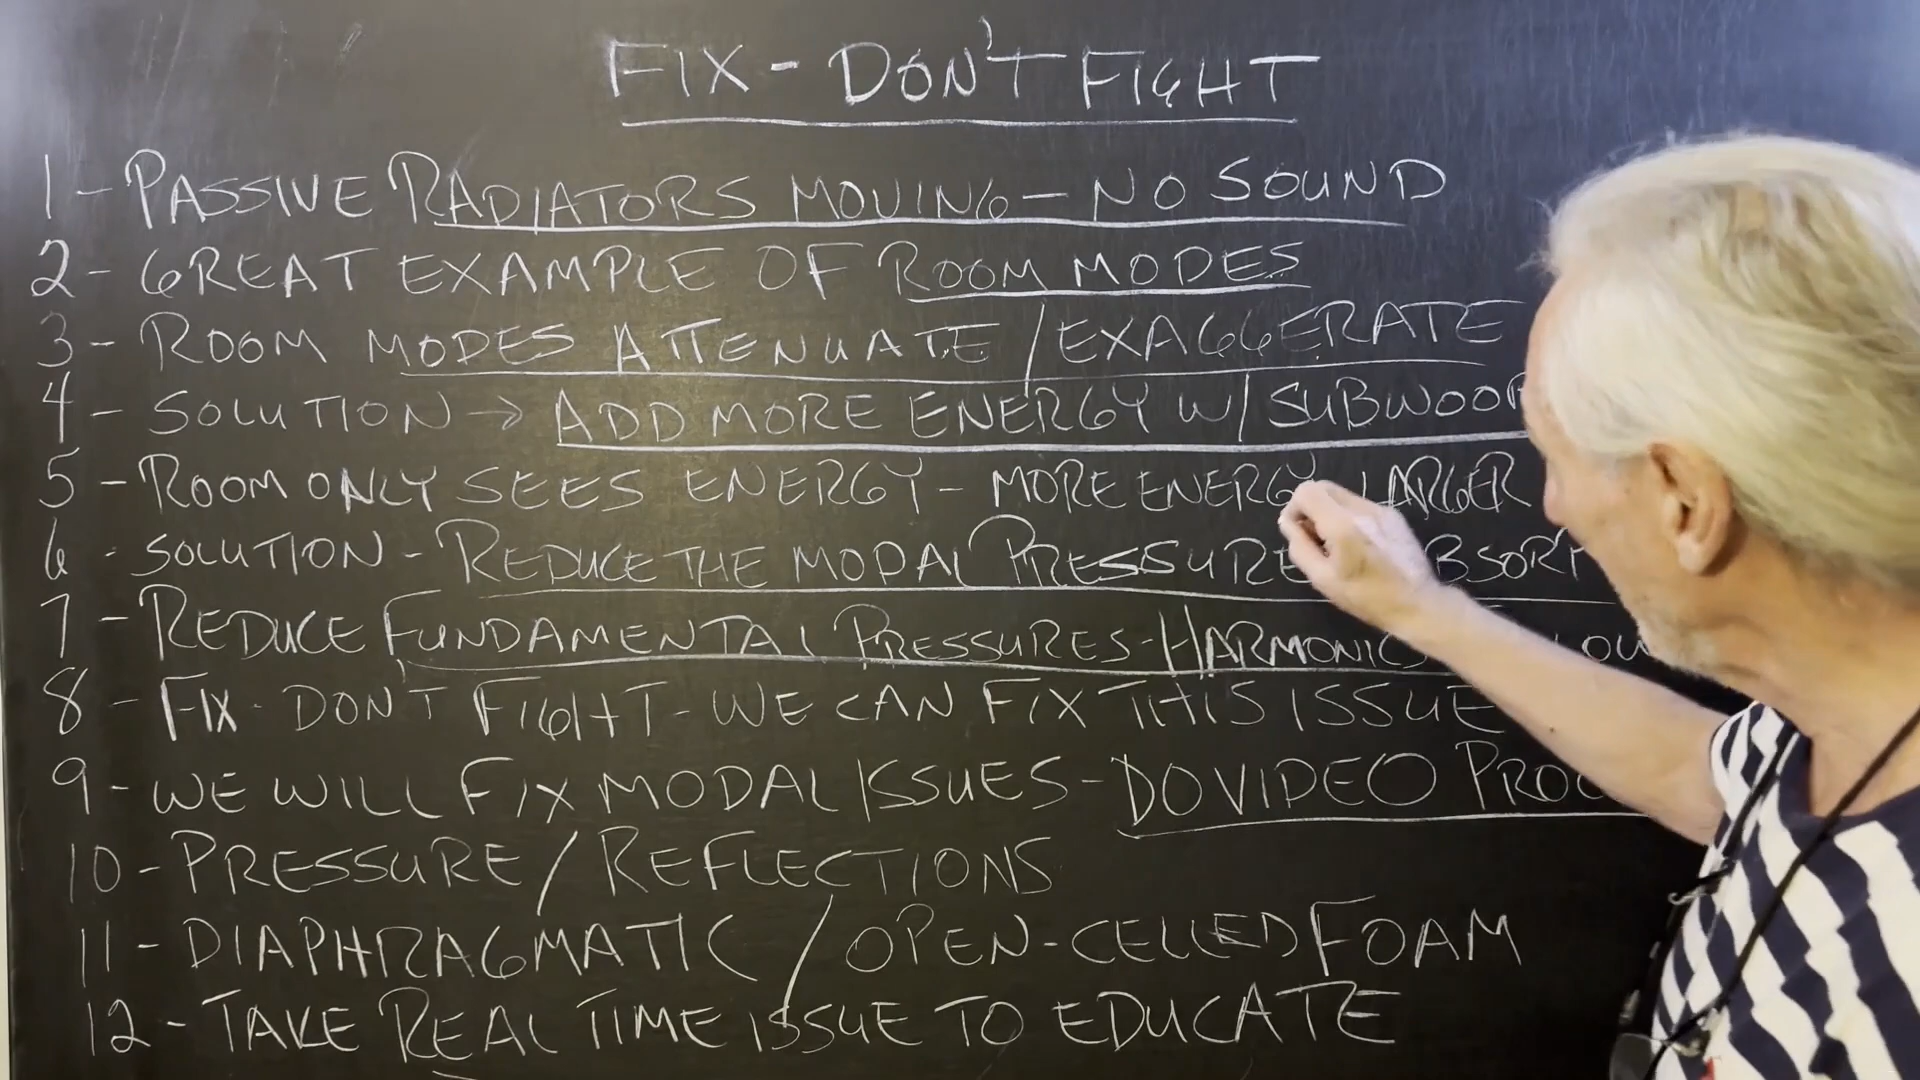 FIX - DON'T FIGHT
1 - PASSIVE RADIATORS MOVING - NO SOUND
2 - GREAT EXAMPLE OF ROOM MODES
3 - ROOM MODES ATTENUATE / EXAGGERATE
4 - SOLUTION → ADD MORE ENERGY W/ SUBWOOF
5 - ROOM ONLY SEES ENERGY - MORE ENERGY LARGER
6 - SOLUTION - REDUCE THE MODAL PRESSURE
7 - REDUCE FUNDAMENTAL PRESSURES - HARMONICS
8 - FIX - DON'T FIGHT - WE CAN FIX THIS ISSUE
9 - WE WILL FIX MODAL ISSUES - DO VIDEO
10 - PRESSURE / REFLECTIONS
11 - DIAPHRAGMATIC / OPEN-CELLED FOAM
12 - TAKE REAL TIME ISSUE TO EDUCATE